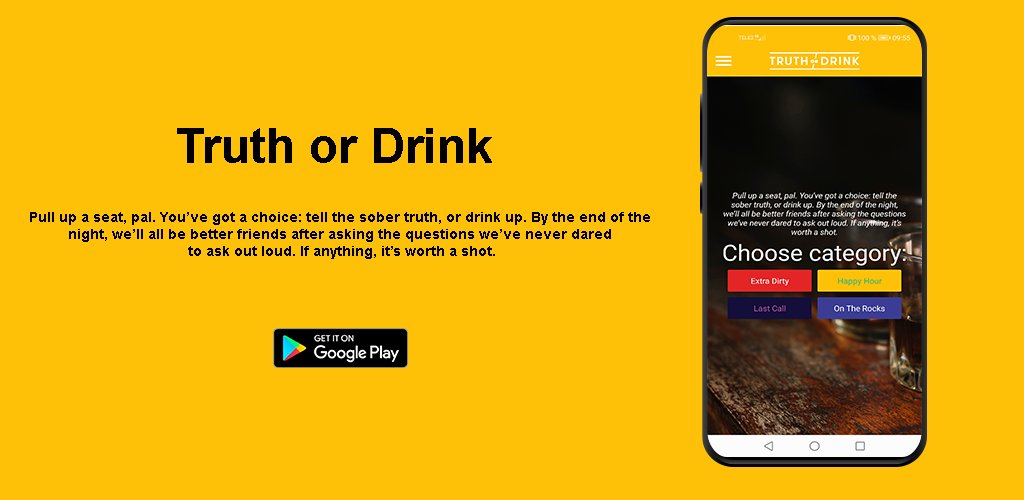 Truth or Drink
Pull up a seat, pal. You’ve got a choice: tell the sober truth, or drink up. By the end of the
night, we’ll all be better friends after asking the questions we’ve never dared
to ask out loud. If anything, it’s worth a shot.
GET IT ON
Google Play
100 % 09:55
TRUTH or DRINK
Pull up a seat, pal. You’ve got a choice: tell the
sober truth, or drink up. By the end of the night,
we’ll all be better friends after asking the questions
we’ve never dared to ask out loud. If anything, it’s
worth a shot.
Choose category:
Extra Dirty
Happy Hour
Last Call
On The Rocks